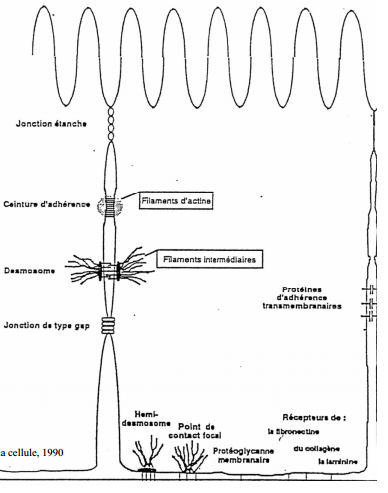 Jonction étanche
Ceinture d'adhérence
Filaments d'actine
Desmosome
Filaments intermédiaires
Protéines
d'adhérence
transmembranaires
Jonction de type gap
Hemi-
desmosome
Point de
contact focal
Protéoglycanne
membranaire
Récepteurs de :
la fibronectine
du collagène
la laminine
a cellule, 1990